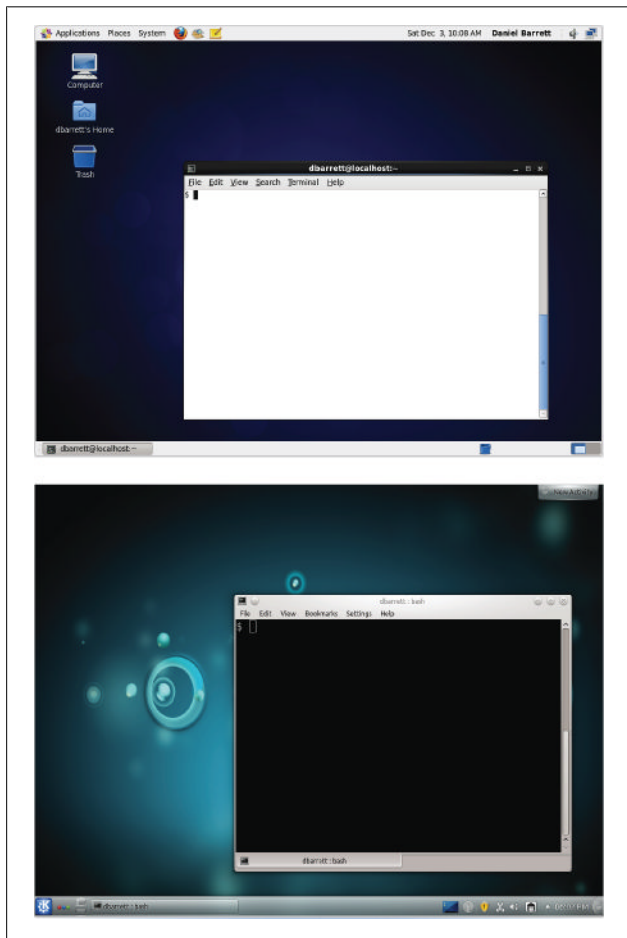 Applications Places System
Sat Dec 3, 10:08 AM Daniel Barrett
Computer
dbarrett's Home
Trash
dbarrett@localhost:~
File Edit View Search Terminal Help
$
dbarrett@localhost:~
New Activity
dbarrett : bash
File Edit View Bookmarks Settings Help
$
dbarrett : bash
dbarrett : bash